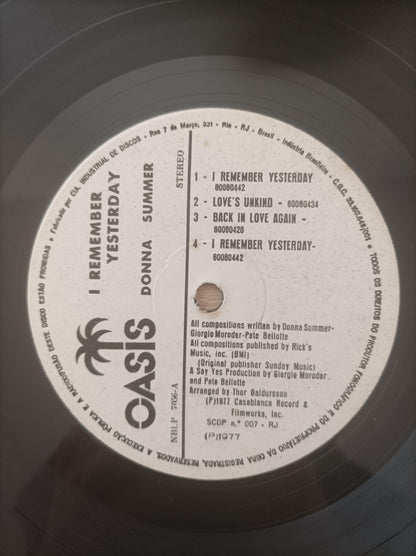 I REMEMBER
YESTERDAY
DONNA SUMMER
STEREO
OASIS
NBLP 7056-A
1 - I REMEMBER YESTERDAY
60080442
2 - LOVE'S UNKIND - 60080434
3 - BACK IN LOVE AGAIN -
60080426
4 - I REMEMBER YESTERDAY-
60080442
All compositions written by Donna Summer-
Giorgio Moroder-Pete Bellotte
All compositions published by Rick's
Music, Inc. (BMI)
(Original publisher Sunday Music)
A Say Yes Production by Giorgio Moroder
and Pete Bellotte
Arranged by Thor Baldursson
(P)1977 Casablanca Record &
Filmworks, Inc.
SCDP n.º 007 - RJ
(P)1977
Fabricado por CIA. INDUSTRIAL DE DISCOS - Rua 7 de Março, 331 - Rio - RJ - Brasil - Indústria Brasileira - C.G.C. 33.162.649/001 ● TODOS OS DIREITOS DO PRODUTOR FONOGRÁFICO E DO PROPRIETÁRIO DA OBRA REGISTRADA, RESERVADOS. A EXECUÇÃO PÚBLICA E A RADIODIFUSÃO DESTE DISCO ESTÃO PROIBIDAS ●